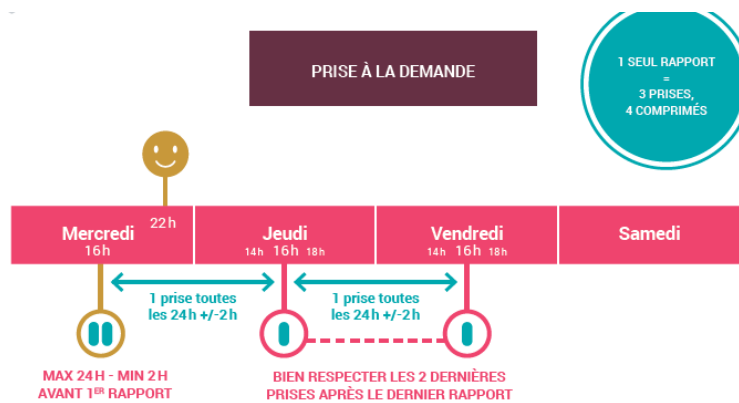 PRISE À LA DEMANDE
1 SEUL RAPPORT
=
3 PRISES,
4 COMPRIMÉS
22h
Mercredi
16h
Jeudi
14h 16h 18h
Vendredi
14h 16h 18h
Samedi
1 prise toutes
les 24h +/-2h
1 prise toutes
les 24h +/-2h
MAX 24H - MIN 2H
AVANT 1ER RAPPORT
BIEN RESPECTER LES 2 DERNIÈRES
PRISES APRÈS LE DERNIER RAPPORT